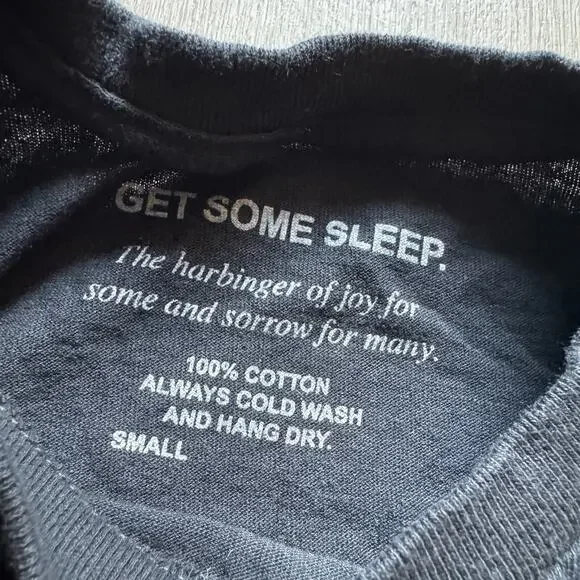 GET SOME SLEEP.
The harbinger of joy for
some and sorrow for many.
100% COTTON
ALWAYS COLD WASH
AND HANG DRY.
SMALL